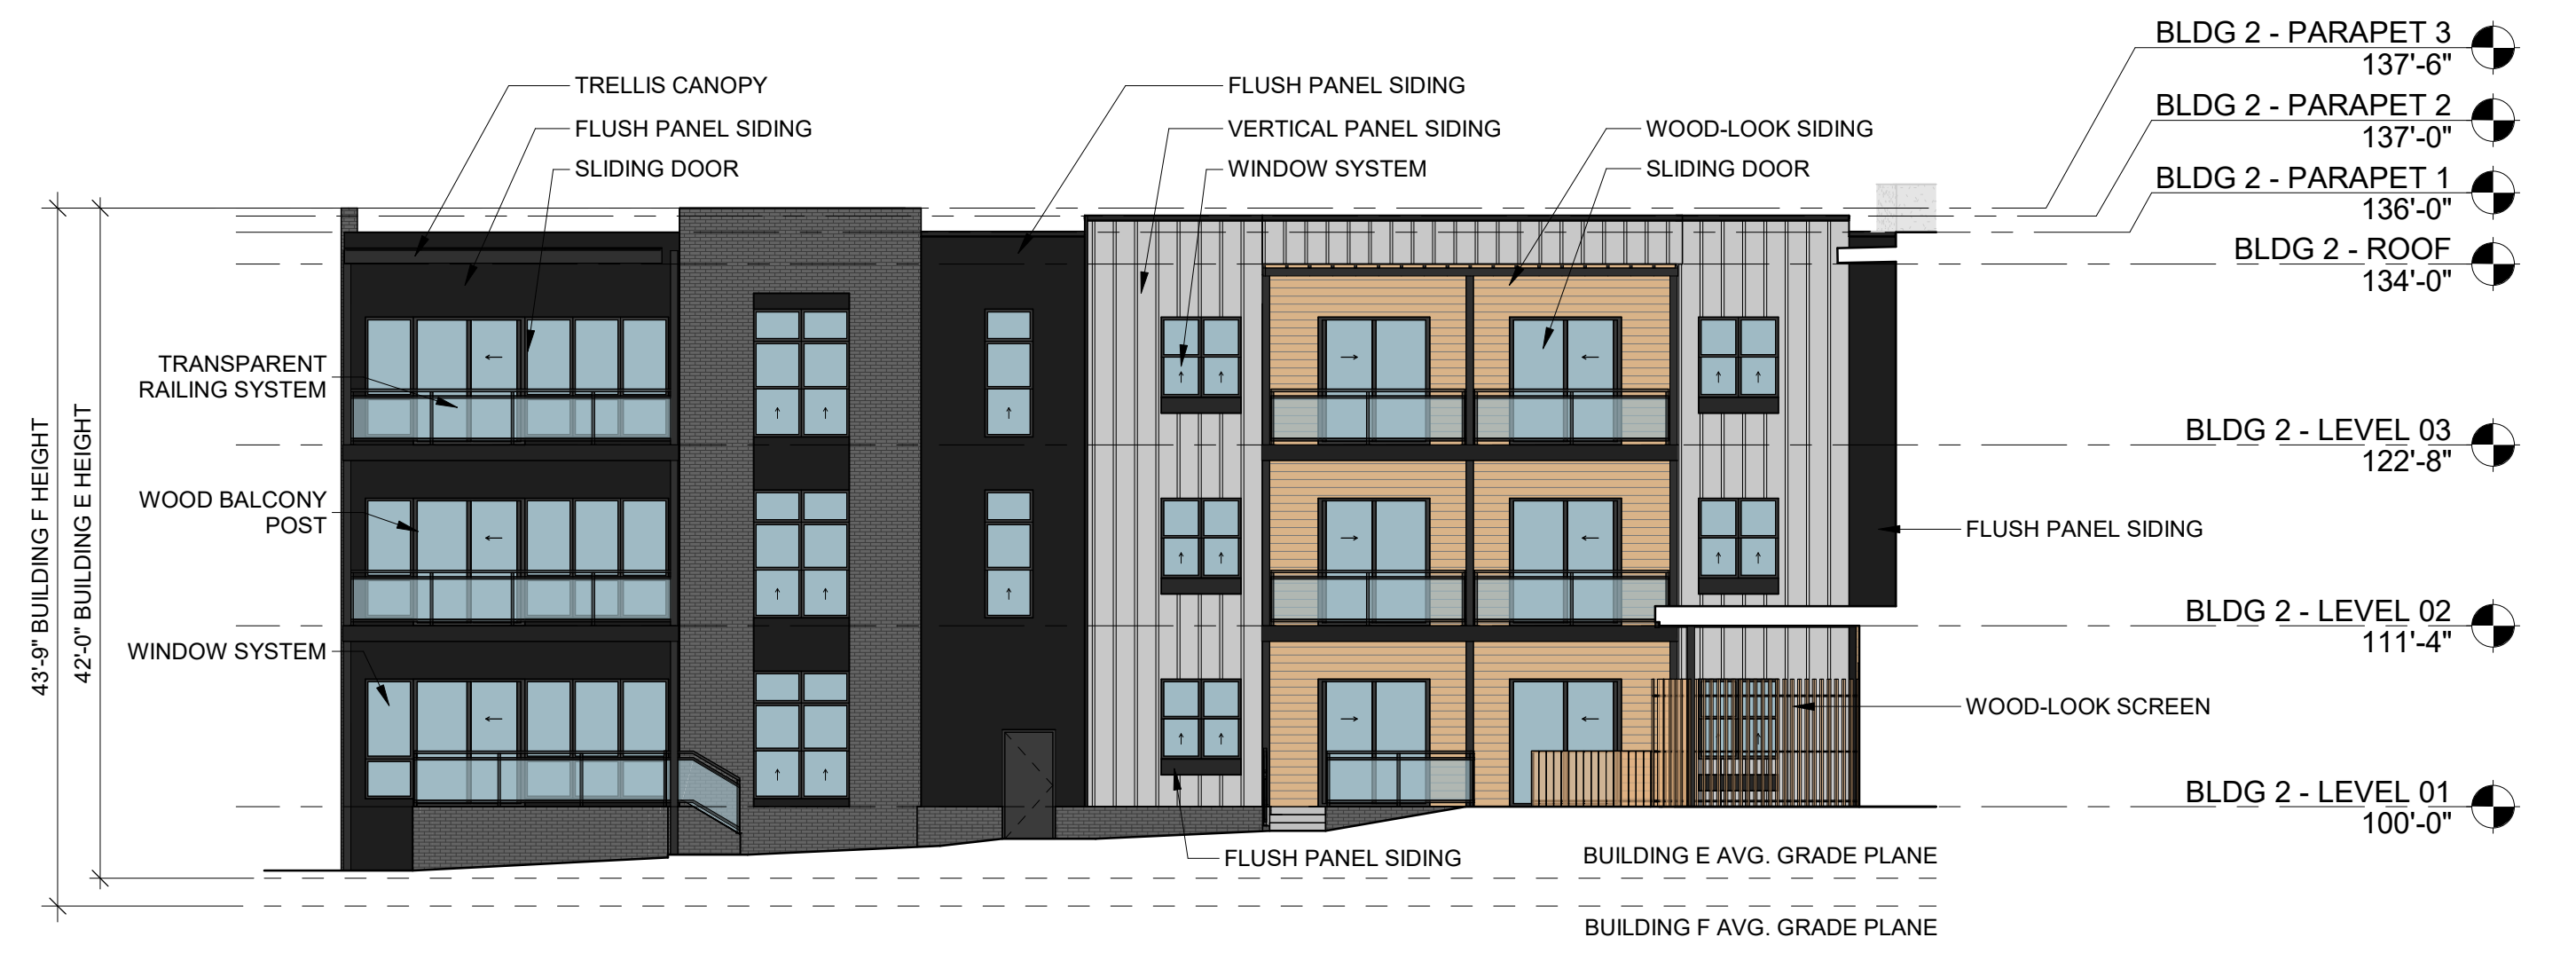 BLDG 2 - PARAPET 3
137'-6"
BLDG 2 - PARAPET 2
137'-0"
BLDG 2 - PARAPET 1
136'-0"
BLDG 2 - ROOF
134'-0"
BLDG 2 - LEVEL 03
122'-8"
BLDG 2 - LEVEL 02
111'-4"
BLDG 2 - LEVEL 01
100'-0"
TRELLIS CANOPY
FLUSH PANEL SIDING
SLIDING DOOR
FLUSH PANEL SIDING
VERTICAL PANEL SIDING
WINDOW SYSTEM
WOOD-LOOK SIDING
SLIDING DOOR
TRANSPARENT
RAILING SYSTEM
WOOD BALCONY
POST
WINDOW SYSTEM
43'-9" BUILDING F HEIGHT
42'-0" BUILDING E HEIGHT
FLUSH PANEL SIDING
WOOD-LOOK SCREEN
FLUSH PANEL SIDING
BUILDING E AVG. GRADE PLANE
BUILDING F AVG. GRADE PLANE